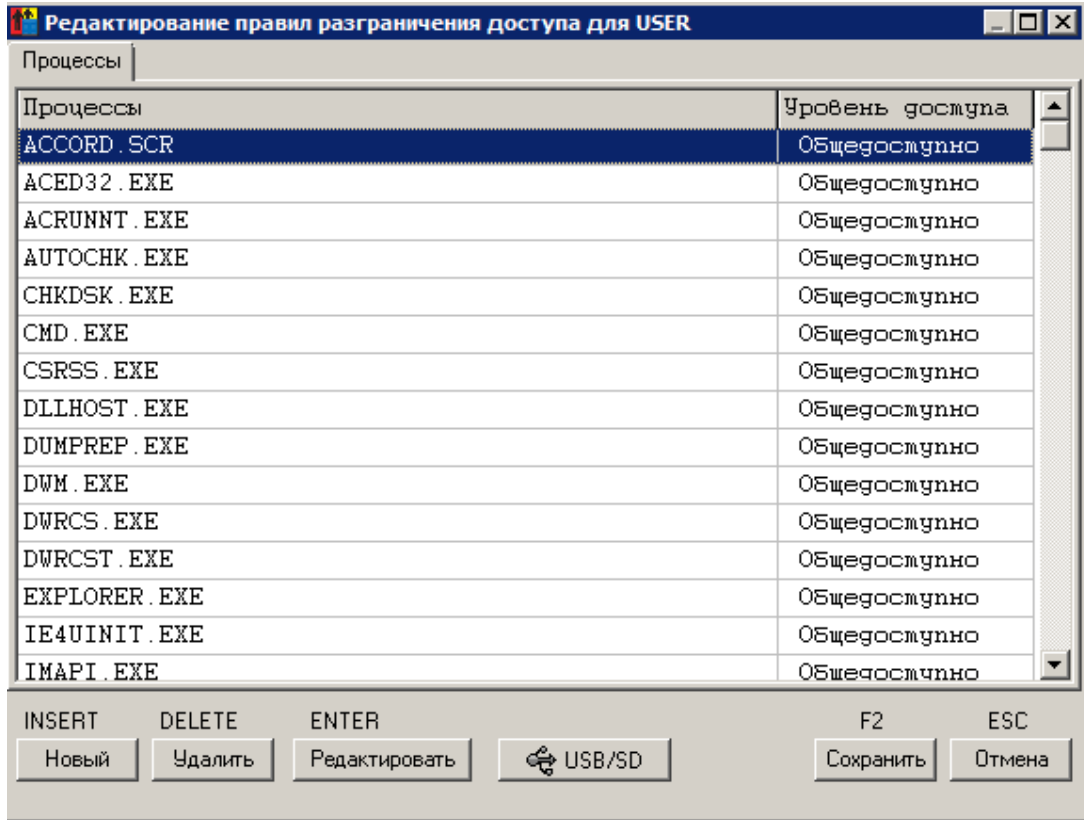 Редактирование правил разграничения доступа для USER
Процессы
Процессы Уровень доступа
ACCORD.SCR Общедоступно
ACED32.EXE Общедоступно
ACRUNNT.EXE Общедоступно
AUTOCHK.EXE Общедоступно
CHKDSK.EXE Общедоступно
CMD.EXE Общедоступно
CSRSS.EXE Общедоступно
DLLHOST.EXE Общедоступно
DUMPREP.EXE Общедоступно
DWM.EXE Общедоступно
DWRCS.EXE Общедоступно
DWRCST.EXE Общедоступно
EXPLORER.EXE Общедоступно
IE4UINIT.EXE Общедоступно
IMAPI.EXE Общедоступно
INSERT DELETE ENTER F2 ESC
Новый Удалить Редактировать USB/SD Сохранить Отмена